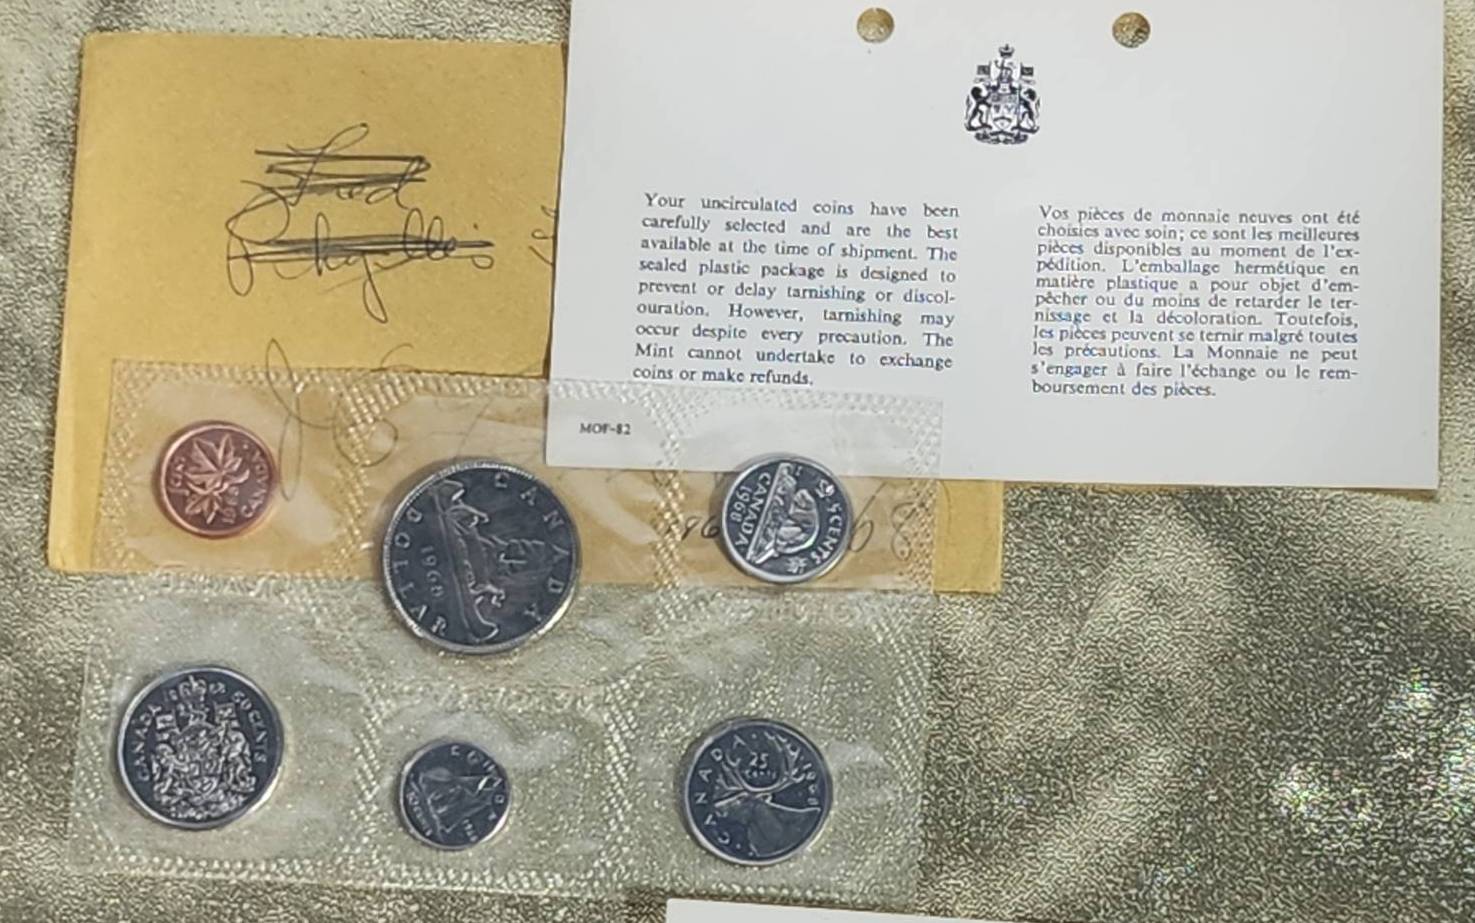 Your uncirculated coins have been
carefully selected and are the best
available at the time of shipment. The
sealed plastic package is designed to
prevent or delay tarnishing or discol-
ouration. However, tarnishing may
occur despite every precaution. The
Mint cannot undertake to exchange
coins or make refunds.
MOF-82
Vos pièces de monnaie neuves ont été
choisies avec soin; ce sont les meilleures
pièces disponibles au moment de l'ex-
pédition. L'emballage hermétique en
matière plastique a pour objet d'em-
pêcher ou du moins de retarder le ter-
nissage et la décoloration. Toutefois,
les pièces peuvent se ternir malgré toutes
les précautions. La Monnaie ne peut
s'engager à faire l'échange ou le rem-
boursement des pièces.
Fred
CANADA
DOLLAR
1968
5 CENTS
CANADA
1968
CANADA 1968 50 CENTS
CANADA
25
CENTS
1968